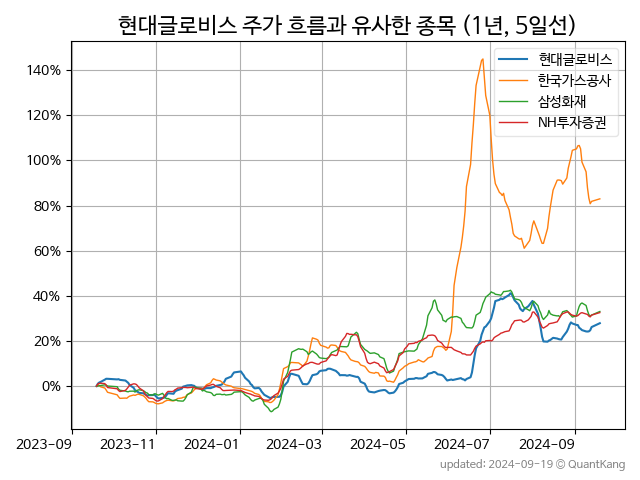 현대글로비스 주가 흐름과 유사한 종목 (1년, 5일선)
현대글로비스
한국가스공사
삼성화재
NH투자증권
140%
120%
100%
80%
60%
40%
20%
0%
2023-09 2023-11 2024-01 2024-03 2024-05 2024-07 2024-09
updated: 2024-09-19 © QuantKang